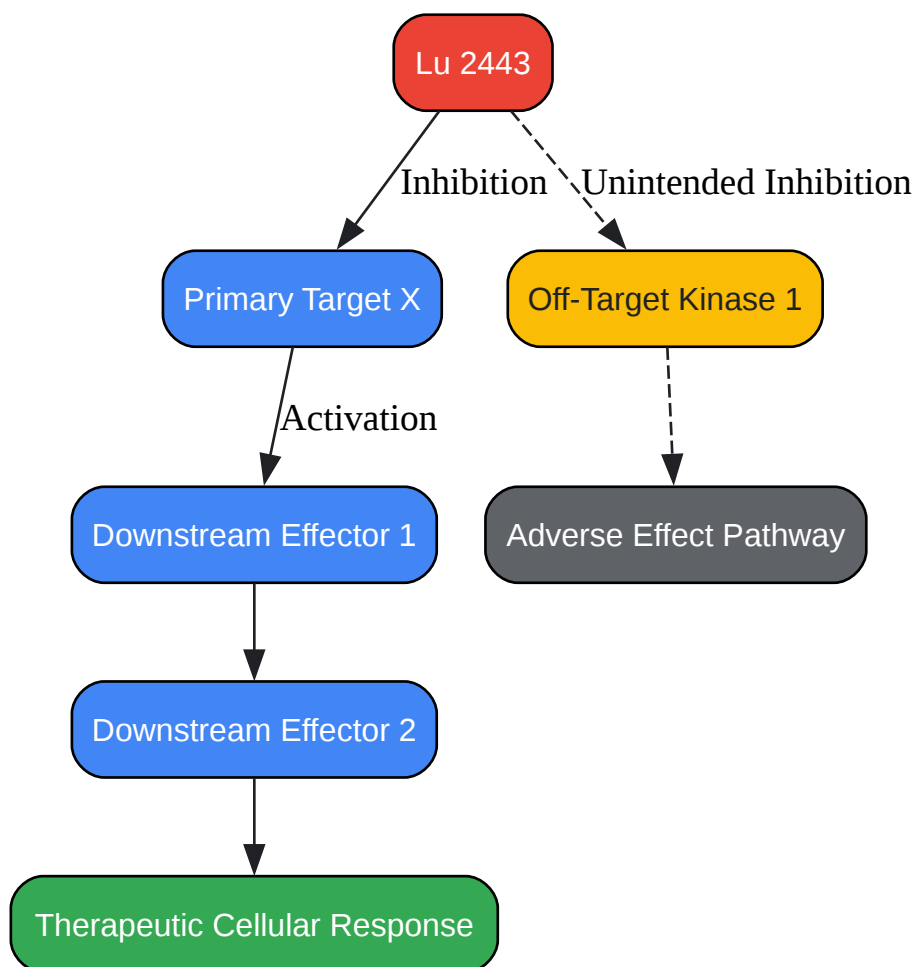 Lu 2443
Inhibition
Unintended Inhibition
Primary Target X
Off-Target Kinase 1
Activation
Downstream Effector 1
Adverse Effect Pathway
Downstream Effector 2
Therapeutic Cellular Response